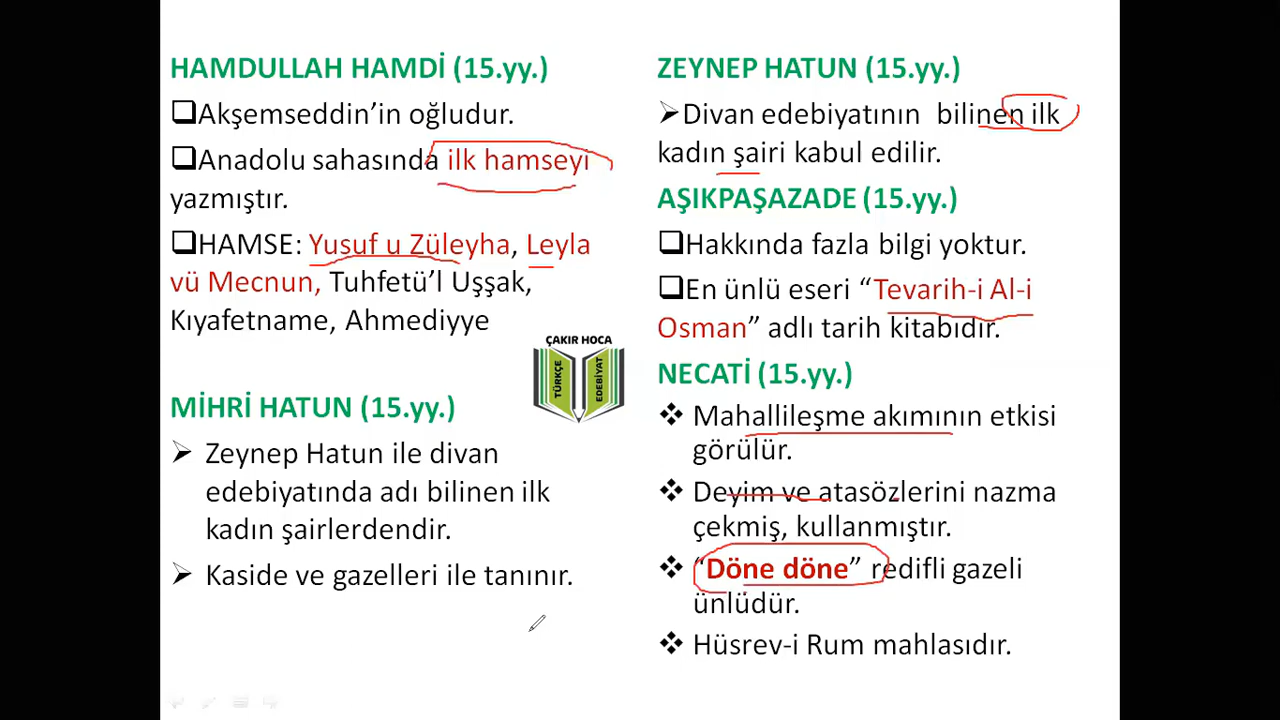 HAMDULLAH HAMDİ (15.yy.)
❑Akşemseddin’in oğludur.
❑Anadolu sahasında ilk hamseyi
yazmıştır.
❑HAMSE: Yusuf u Züleyha, Leyla
vü Mecnun, Tuhfetü’l Uşşak,
Kıyafetname, Ahmediyye
MİHRİ HATUN (15.yy.)
➢ Zeynep Hatun ile divan
edebiyatında adı bilinen ilk
kadın şairlerdendir.
➢ Kaside ve gazelleri ile tanınır.
ÇAKIR HOCA
TÜRKÇE
EDEBİYAT
ZEYNEP HATUN (15.yy.)
➢Divan edebiyatının bilinen ilk
kadın şairi kabul edilir.
AŞIKPAŞAZADE (15.yy.)
❑Hakkında fazla bilgi yoktur.
❑En ünlü eseri “Tevarih-i Al-i
Osman” adlı tarih kitabıdır.
NECATİ (15.yy.)
❖ Mahallileşme akımının etkisi
görülür.
❖ Deyim ve atasözlerini nazma
çekmiş, kullanmıştır.
❖ “Döne döne” redifli gazeli
ünlüdür.
❖ Hüsrev-i Rum mahlasıdır.